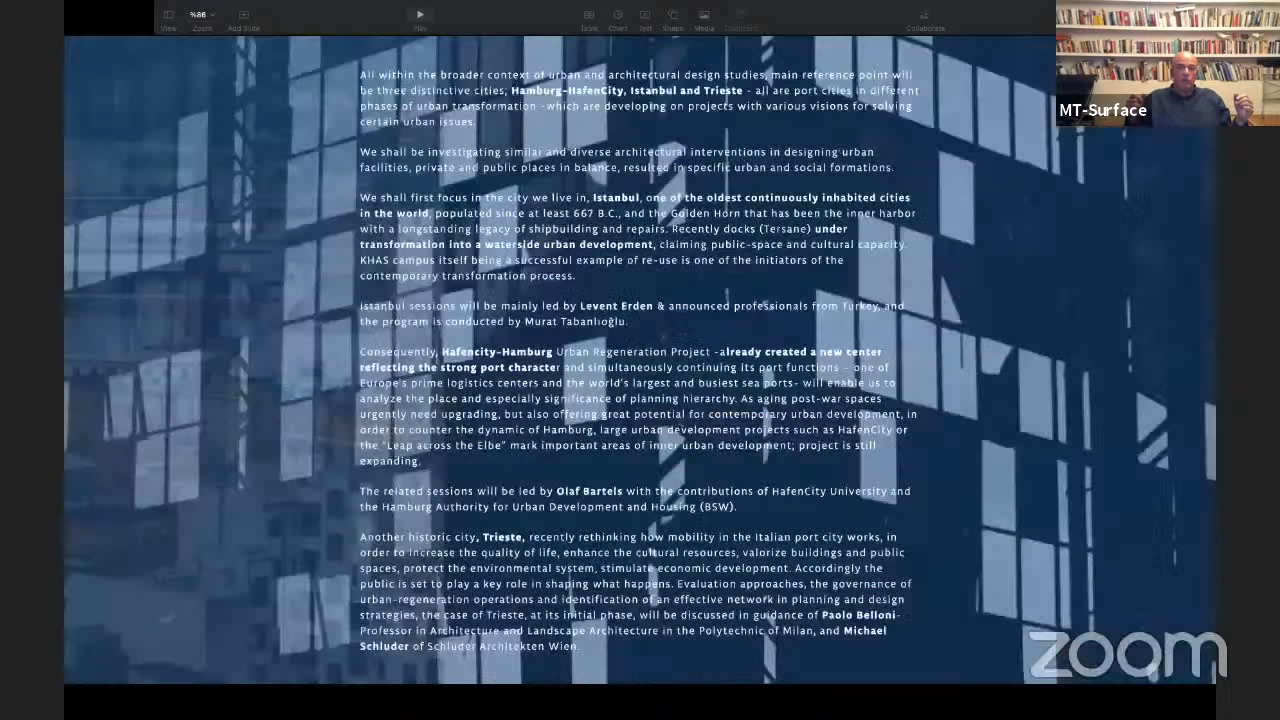 %86
View
Zoom
Add Slide
Play
Table
Chart
Text
Shape
Media
Comment
Collaborate
MT-Surface
All within the broader context of urban and architectural design studies, main reference point will
be three distinctive cities; Hamburg-HafenCity, Istanbul and Trieste - all are port cities in different
phases of urban transformation -which are developing on projects with various visions for solving
certain urban issues.
We shall be investigating similar and diverse architectural interventions in designing urban
facilities, private and public places in balance, resulted in specific urban and social formations.
We shall first focus in the city we live in, Istanbul, one of the oldest continuously inhabited cities
in the world, populated since at least 667 B.C., and the Golden Horn that has been the inner harbor
with a longstanding legacy of shipbuilding and repairs. Recently docks (Tersane) under
transformation into a waterside urban development, claiming public-space and cultural capacity.
KHAS campus itself being a successful example of re-use is one of the initiators of the
contemporary transformation process.
Istanbul sessions will be mainly led by Levent Erden & announced professionals from Turkey, and
the program is conducted by Murat Tabanlıoğlu.
Consequently, Hafencity-Hamburg Urban Regeneration Project -already created a new center
reflecting the strong port character and simultaneously continuing its port functions - one of
Europe's prime logistics centers and the world's largest and busiest sea ports- will enable us to
analyze the place and especially significance of planning hierarchy. As aging post-war spaces
urgently need upgrading, but also offering great potential for contemporary urban development, in
order to counter the dynamic of Hamburg, large urban development projects such as HafenCity or
the "Leap across the Elbe" mark important areas of inner urban development; project is still
expanding.
The related sessions will be led by Olaf Bartels with the contributions of HafenCity University and
the Hamburg Authority for Urban Development and Housing (BSW).
Another historic city, Trieste, recently rethinking how mobility in the Italian port city works, in
order to increase the quality of life, enhance the cultural resources, valorize buildings and public
spaces, protect the environmental system, stimulate economic development. Accordingly the
public is set to play a key role in shaping what happens. Evaluation approaches, the governance of
urban-regeneration operations and identification of an effective network in planning and design
strategies, the case of Trieste, at its initial phase, will be discussed in guidance of Paolo Belloni-
Professor in Architecture and Landscape Architecture in the Polytechnic of Milan, and Michael
Schluder of Schluder Architekten Wien.
zoom